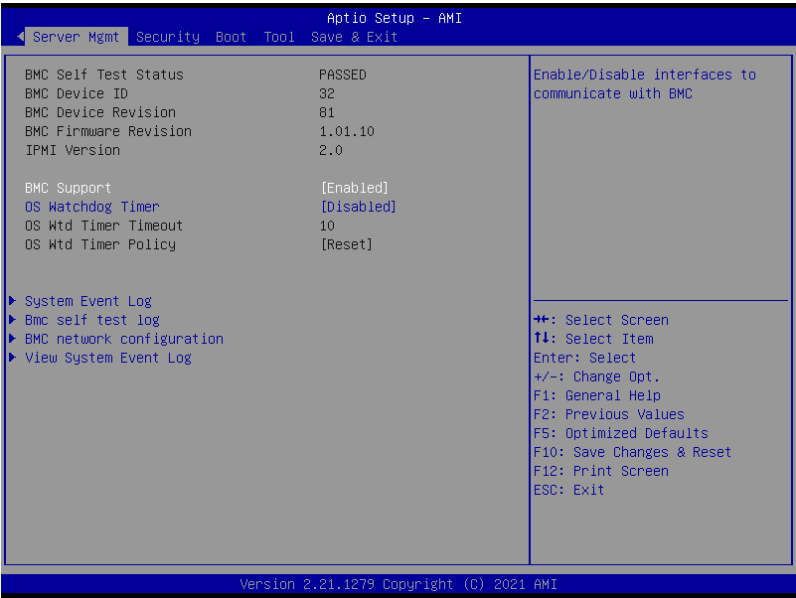 Aptio Setup – AMI
Server Mgmt Security Boot Tool Save & Exit
BMC Self Test Status PASSED
BMC Device ID 32
BMC Device Revision 81
BMC Firmware Revision 1.01.10
IPMI Version 2.0
BMC Support [Enabled]
OS Watchdog Timer [Disabled]
OS Wtd Timer Timeout 10
OS Wtd Timer Policy [Reset]
System Event Log
Bmc self test log
BMC network configuration
View System Event Log
Enable/Disable interfaces to
communicate with BMC
→←: Select Screen
↑↓: Select Item
Enter: Select
+/-: Change Opt.
F1: General Help
F2: Previous Values
F5: Optimized Defaults
F10: Save Changes & Reset
F12: Print Screen
ESC: Exit
Version 2.21.1279 Copyright (C) 2021 AMI